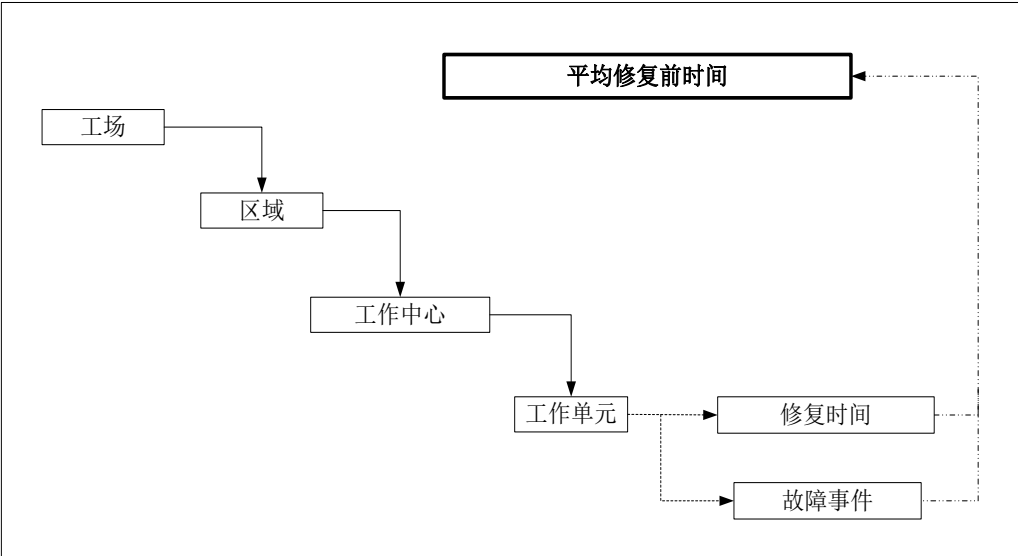 平均修复前时间
工场
区域
工作中心
工作单元
修复时间
故障事件